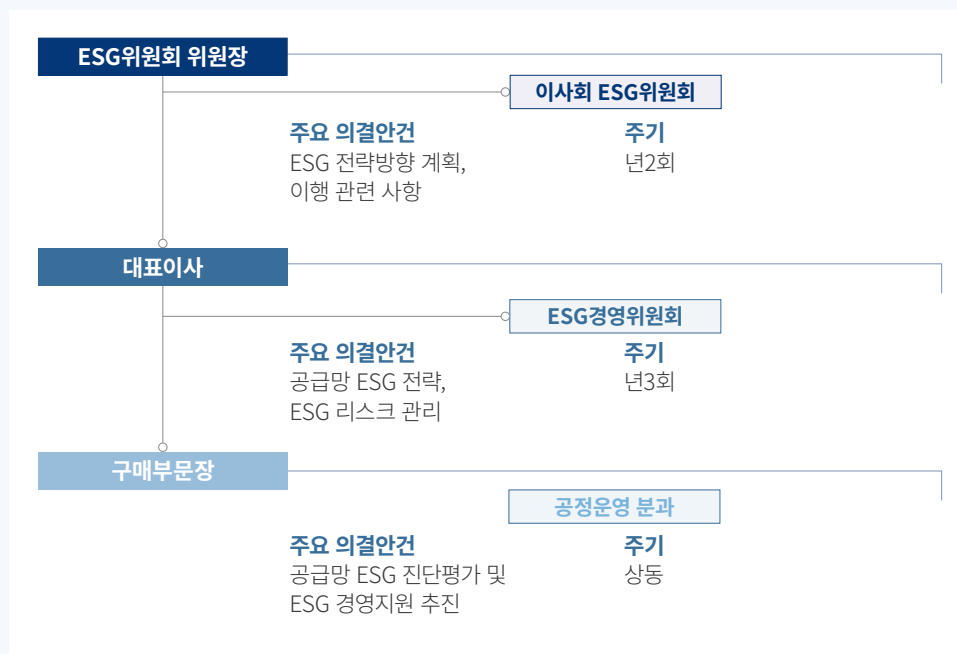 ESG위원회 위원장
이사회 ESG위원회
주요 의결안건
ESG 전략방향 계획,
이행 관련 사항
주기
년2회
대표이사
ESG경영위원회
주요 의결안건
공급망 ESG 전략,
ESG 리스크 관리
주기
년3회
구매부문장
공정운영 분과
주요 의결안건
공급망 ESG 진단평가 및
ESG 경영지원 추진
주기
상동